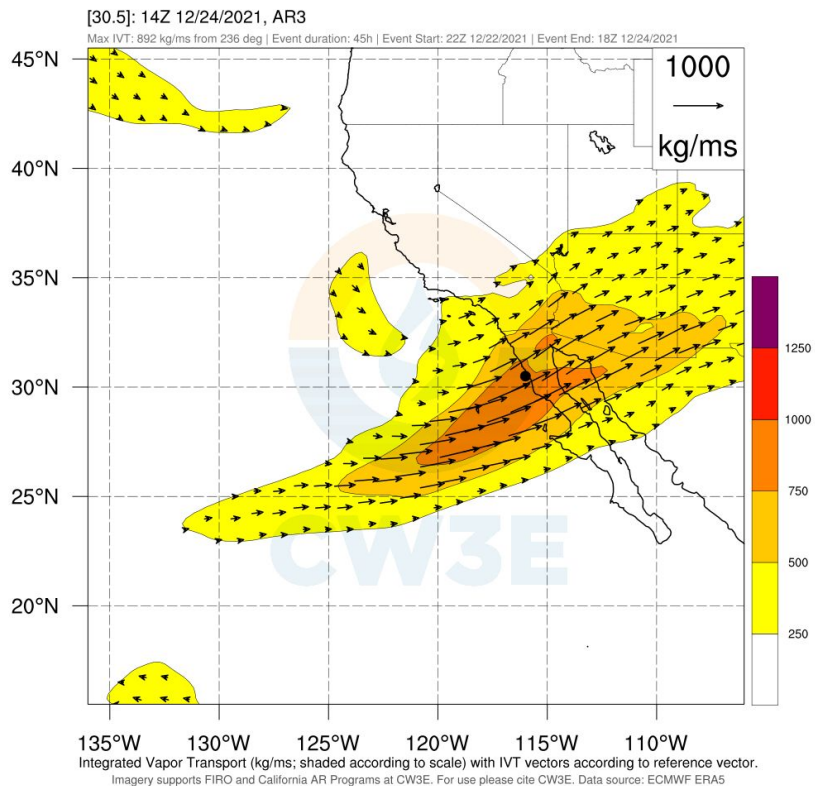 [30.5]: 14Z 12/24/2021, AR3
Max IVT: 892 kg/ms from 236 deg | Event duration: 45h | Event Start: 22Z 12/22/2021 | Event End: 18Z 12/24/2021
45°N
1000
kg/ms
40°N
35°N
1250
30°N
1000
750
25°N
500
CW3E
20°N
250
135°W 130°W 125°W 120°W 115°W 110°W
Integrated Vapor Transport (kg/ms; shaded according to scale) with IVT vectors according to reference vector.
Imagery supports FIRO and California AR Programs at CW3E. For use please cite CW3E. Data source: ECMWF ERA5